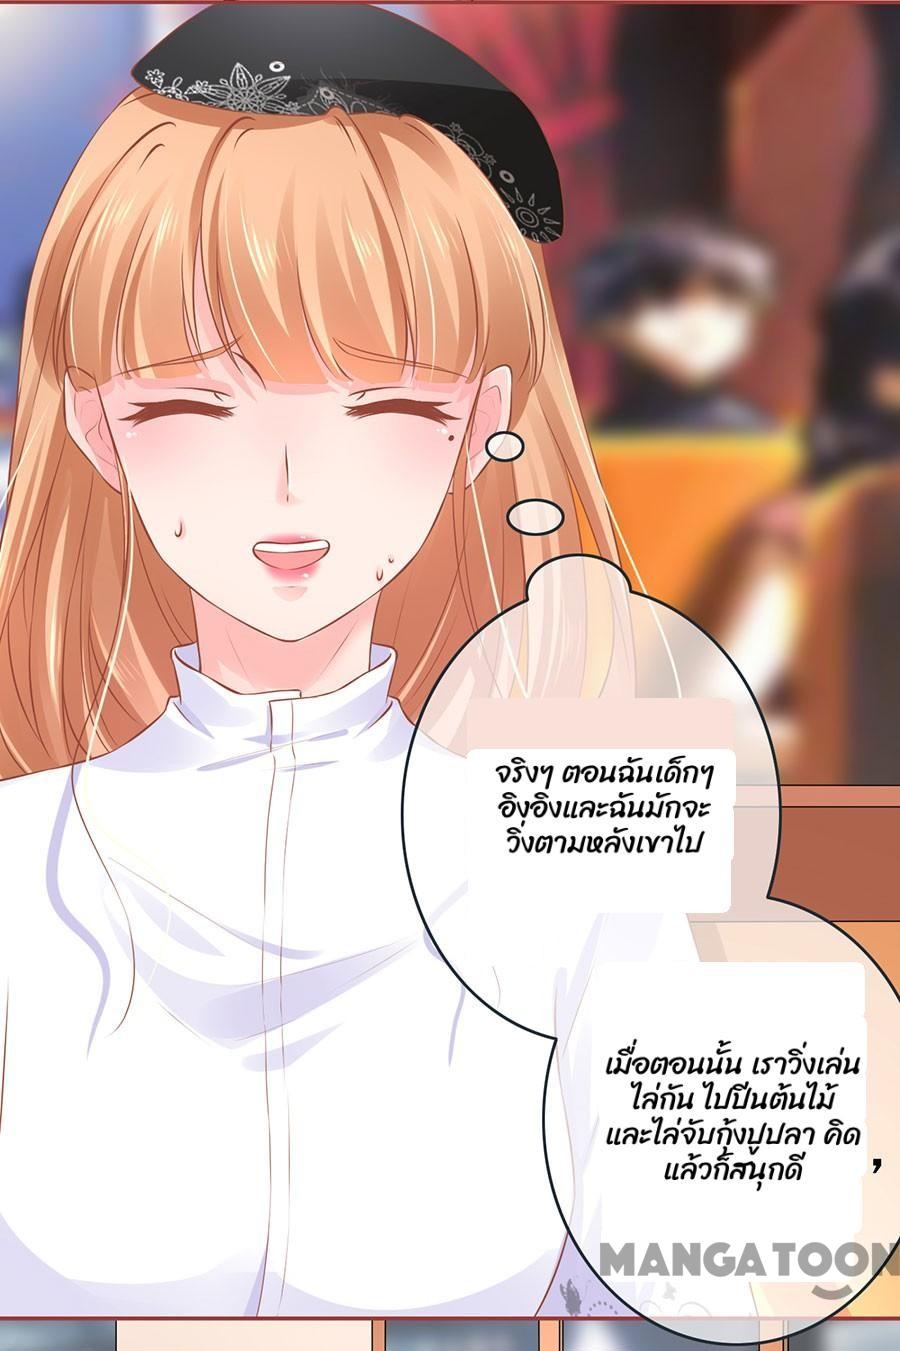 จริงๆ ตอนฉันเด็กๆ
อิงอิงและฉันมักจะ
วิ่งตามหลังเขาไป
เมื่อตอนนั้น เราวิ่งเล่น
ไล่กัน ไปปีนต้นไม้
และไล่จับกุ้งปูปลา คิด
แล้วก็สนุกดี ,
MANGATOON